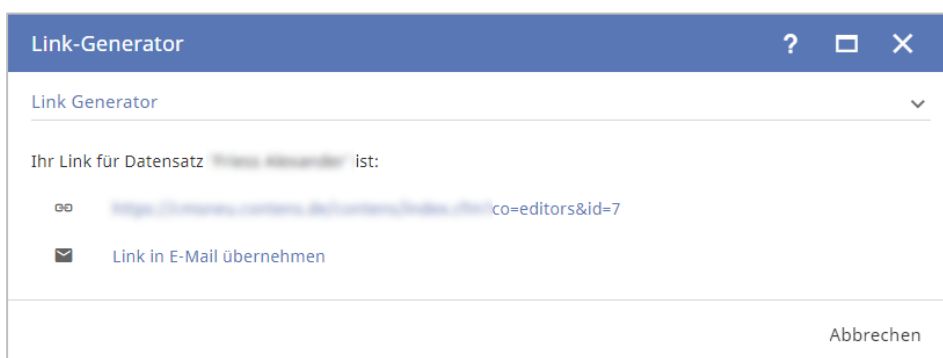 Link-Generator ?
Link Generator
Ihr Link für Datensatz ist:
co=editors&id=7
Link in E-Mail übernehmen
Abbrechen